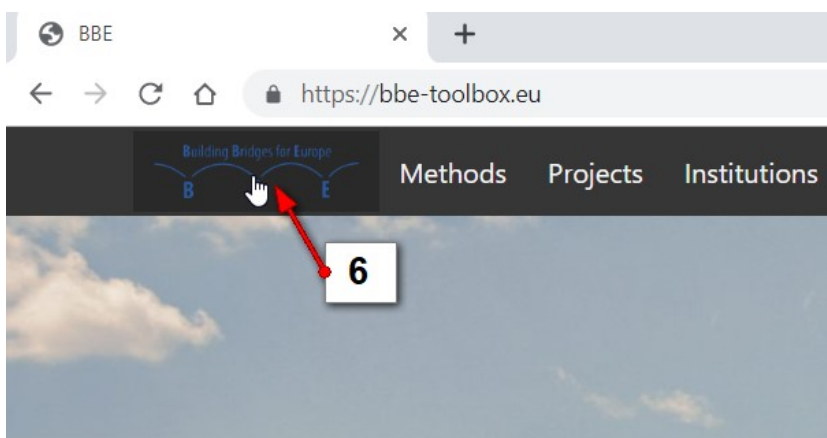 BBE
https://bbe-toolbox.eu
Building Bridges for Europe
B E
Methods Projects Institutions
6